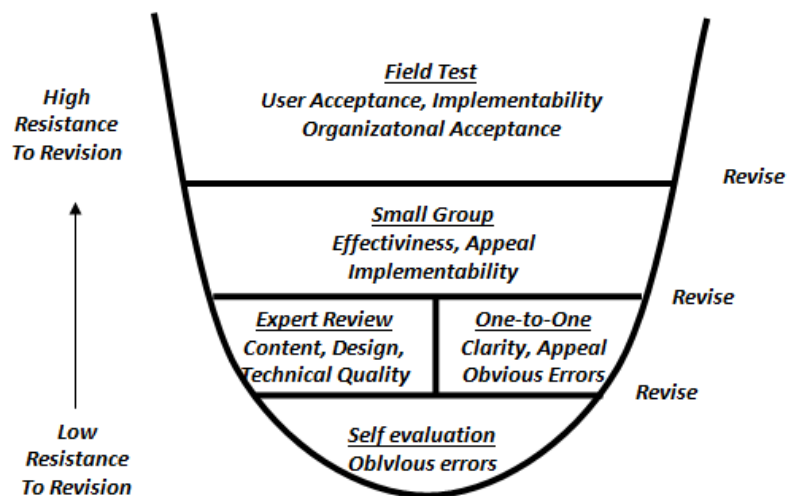 Field Test
User Acceptance, Implementability
Organizatonal Acceptance
High
Resistance
To Revision
Revise
Small Group
Effectiviness, Appeal
Implementability
Revise
Expert Review
Content, Design,
Technical Quality
One-to-One
Clarity, Appeal
Obvious Errors
Revise
Self evaluation
Oblvlous errors
Low
Resistance
To Revision